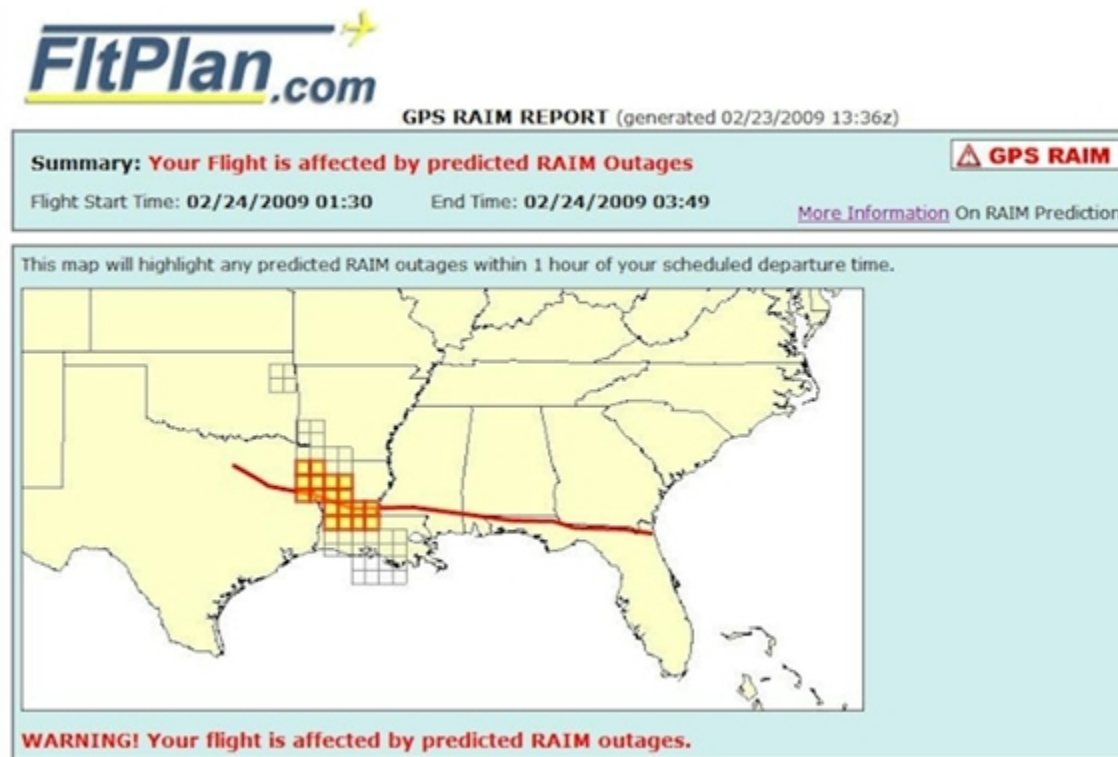 FltPlan.com
GPS RAIM REPORT (generated 02/23/2009 13:36z)
Summary: Your Flight is affected by predicted RAIM Outages
GPS RAIM
Flight Start Time: 02/24/2009 01:30 End Time: 02/24/2009 03:49
More Information On RAIM Prediction
This map will highlight any predicted RAIM outages within 1 hour of your scheduled departure time.
WARNING! Your flight is affected by predicted RAIM outages.